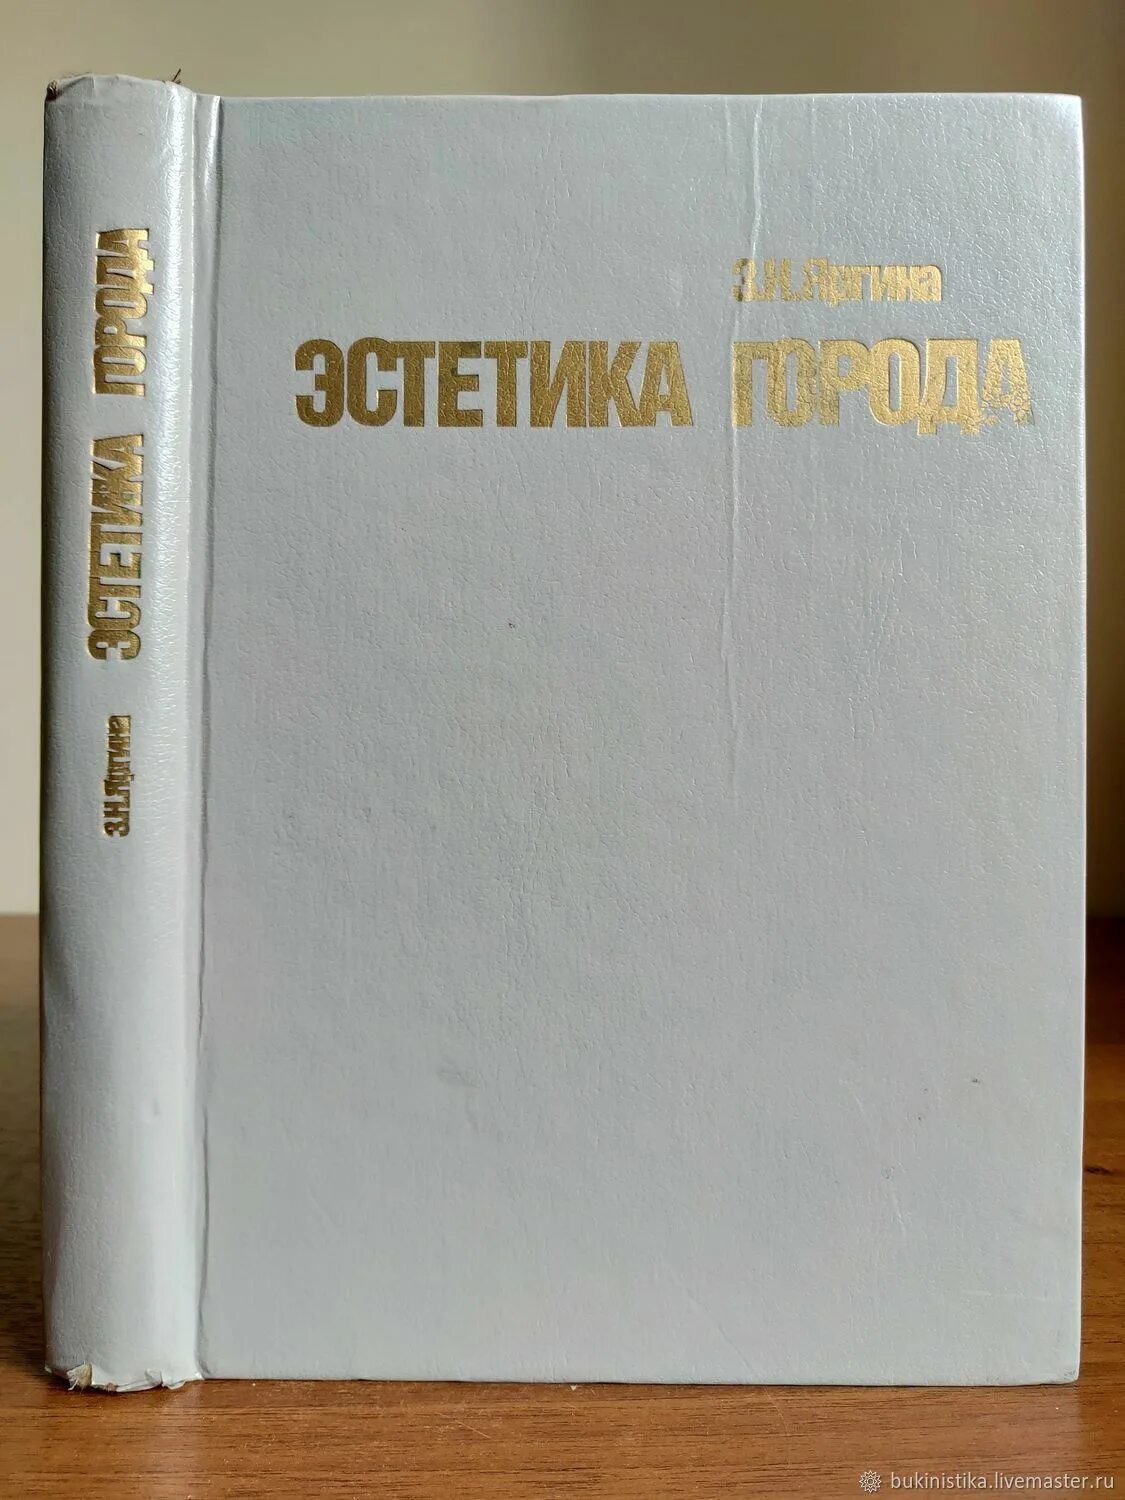 З.Н.Яргина
ЭСТЕТИКА ГОРОДА
З.Н.Яргина ЭСТЕТИКА ГОРОДА
bukinistika.livemaster.ru